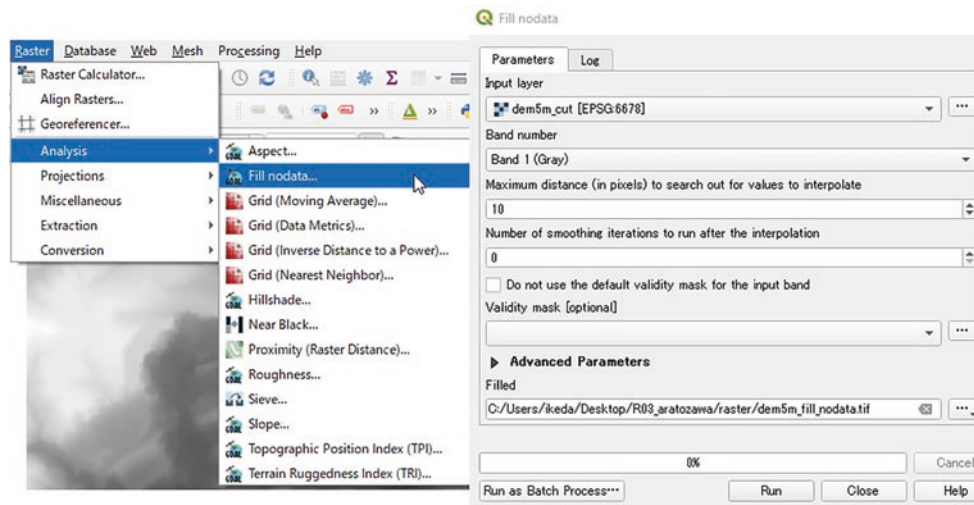 Raster Database Web Mesh Processing Help
Raster Calculator...
Align Rasters...
Georeferencer...
Analysis
Projections
Miscellaneous
Extraction
Conversion
Aspect...
Fill nodata...
Grid (Moving Average)...
Grid (Data Metrics)...
Grid (Inverse Distance to a Power)...
Grid (Nearest Neighbor)...
Hillshade...
Near Black...
Proximity (Raster Distance)...
Roughness...
Sieve...
Slope...
Topographic Position Index (TPI)...
Terrain Ruggedness Index (TRI)...
Fill nodata
Parameters Log
Input layer
dem5m_cut [EPSG:6678]
Band number
Band 1 (Gray)
Maximum distance (in pixels) to search out for values to interpolate
10
Number of smoothing iterations to run after the interpolation
0
Do not use the default validity mask for the input band
Validity mask [optional]
Advanced Parameters
Filled
C:/Users/ikeda/Desktop/R03_aratozawa/raster/dem5m_fill_nodata.tif
0%
Cancel
Run as Batch Process…
Run
Close
Help